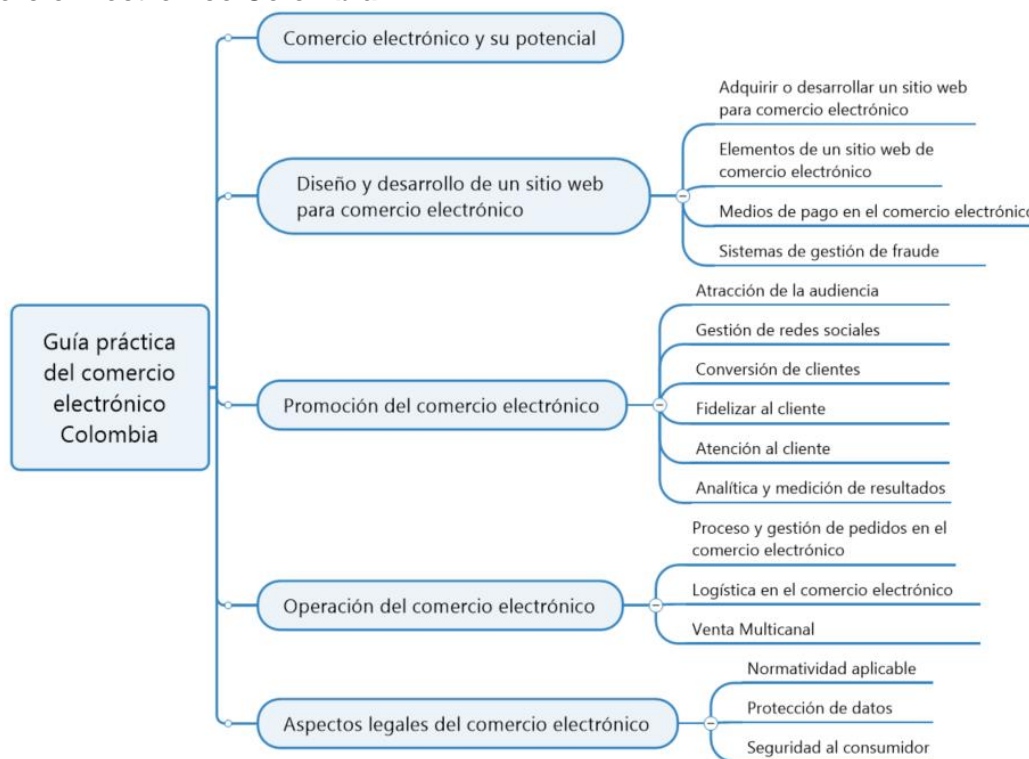 Guía práctica
del comercio
electrónico
Colombia
Comercio electrónico y su potencial
Diseño y desarrollo de un sitio web
para comercio electrónico
Adquirir o desarrollar un sitio web
para comercio electrónico
Elementos de un sitio web de
comercio electrónico
Medios de pago en el comercio electrónico
Sistemas de gestión de fraude
Promoción del comercio electrónico
Atracción de la audiencia
Gestión de redes sociales
Conversión de clientes
Fidelizar al cliente
Atención al cliente
Analítica y medición de resultados
Operación del comercio electrónico
Proceso y gestión de pedidos en el
comercio electrónico
Logística en el comercio electrónico
Venta Multicanal
Aspectos legales del comercio electrónico
Normatividad aplicable
Protección de datos
Seguridad al consumidor